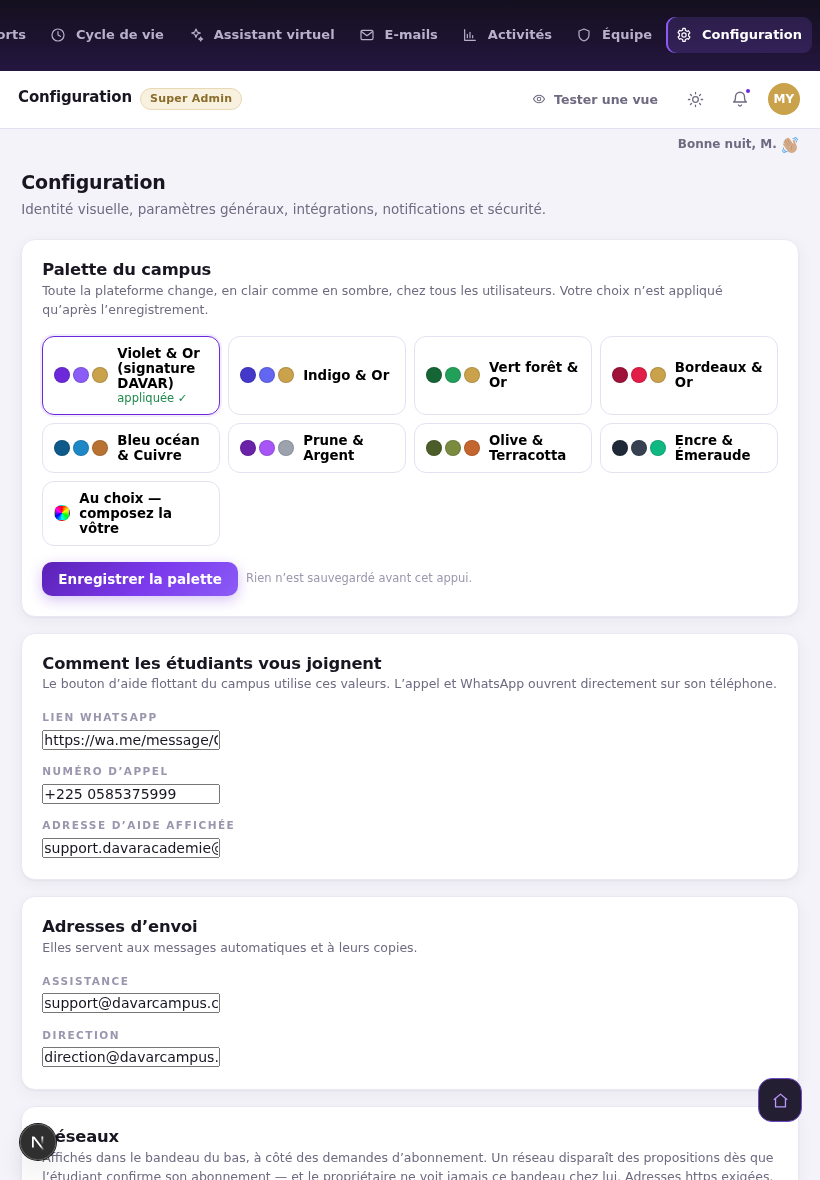 Cycle de vie
Assistant virtuel
E-mails
Activités
Équipe
Configuration
Configuration
Super Admin
Tester une vue
MY
Bonne nuit, M. 👋🏽
Configuration
Identité visuelle, paramètres généraux, intégrations, notifications et sécurité.
Palette du campus
Toute la plateforme change, en clair comme en sombre, chez tous les utilisateurs. Votre choix n’est appliqué
qu’après l’enregistrement.
Violet & Or
(signature
DAVAR)
appliquée ✓
Indigo & Or
Vert forêt &
Or
Bordeaux &
Or
Bleu océan
& Cuivre
Prune &
Argent
Olive &
Terracotta
Encre &
Émeraude
Au choix —
composez la
vôtre
Enregistrer la palette
Rien n’est sauvegardé avant cet appui.
Comment les étudiants vous joignent
Le bouton d’aide flottant du campus utilise ces valeurs. L’appel et WhatsApp ouvrent directement sur son téléphone.
LIEN WHATSAPP
https://wa.me/message/
NUMÉRO D’APPEL
+225 0585375999
ADRESSE D’AIDE AFFICHÉE
support.davaracademie@
Adresses d’envoi
Elles servent aux messages automatiques et à leurs copies.
ASSISTANCE
support@davarcampus.c
DIRECTION
direction@davarcampus.
N
éseaux
Affichés dans le bandeau du bas, à côté des demandes d’abonnement. Un réseau disparaît des propositions dès que
l’étudiant confirme son abonnement — et le propriétaire ne voit jamais ce bandeau chez lui. Adresses https exigées.